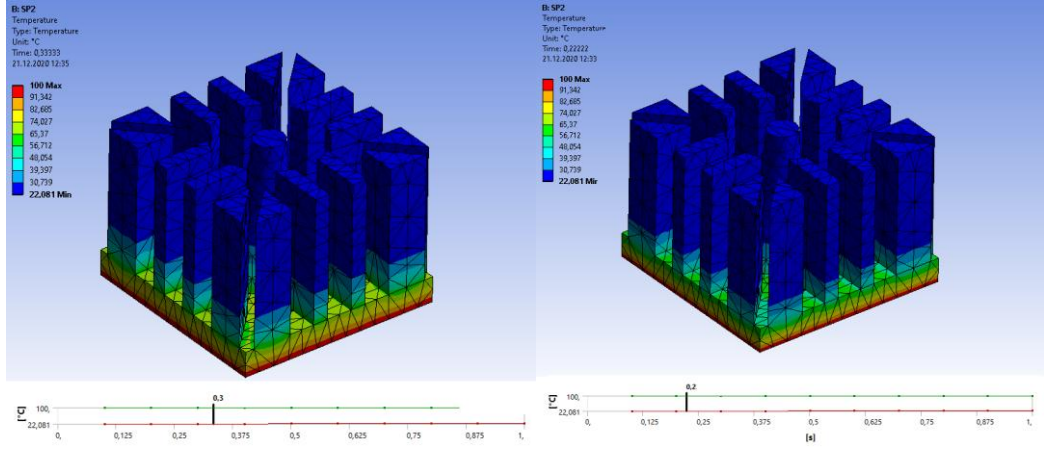 B: SP2
Temperature
Type: Temperature
Unit: °C
Time: 0,33333
21.12.2020 12:35
100 Max
91,342
82,685
74,027
65,37
56,712
48,054
39,397
30,739
22,081 Min
0,3
[°C]
100,
22,081
0, 0,125 0,25 0,375 0,5 0,625 0,75 0,875 1,
B: SP2
Temperature
Type: Temperature
Unit: °C
Time: 0,22222
21.12.2020 12:33
100 Max
91,342
82,685
74,027
65,37
56,712
48,054
39,397
30,739
22,081 Mir
0,2
[°C]
100,
22,081
0, 0,125 0,25 0,375 0,5 0,625 0,75 0,875 1,
(s)